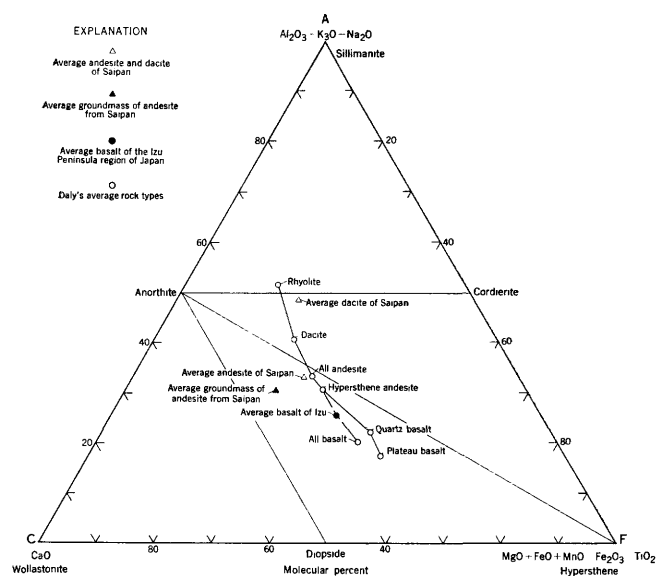 EXPLANATION
Average andesite and dacite
of Saipan
Average groundmass of andesite
from Saipan
Average basalt of the Izu
Peninsula region of Japan
Daly's average rock types
A
Al2O3 - K3O - Na2O
Sillimanite
80
20
60
40
Anorthite
Cordierite
Rhyolite
Average dacite of Saipan
Dacite
40
60
All andesite
Average andesite of Saipan
Hypersthene andesite
Average groundmass of
andesite from Saipan
Average basalt of Izu
Quartz basalt
All basalt
Plateau basalt
20
80
C
F
CaO
80
60
Diopside
40
MgO + FeO + MnO Fe2O3 TiO2
Wollastonite
Molecular percent
Hypersthene